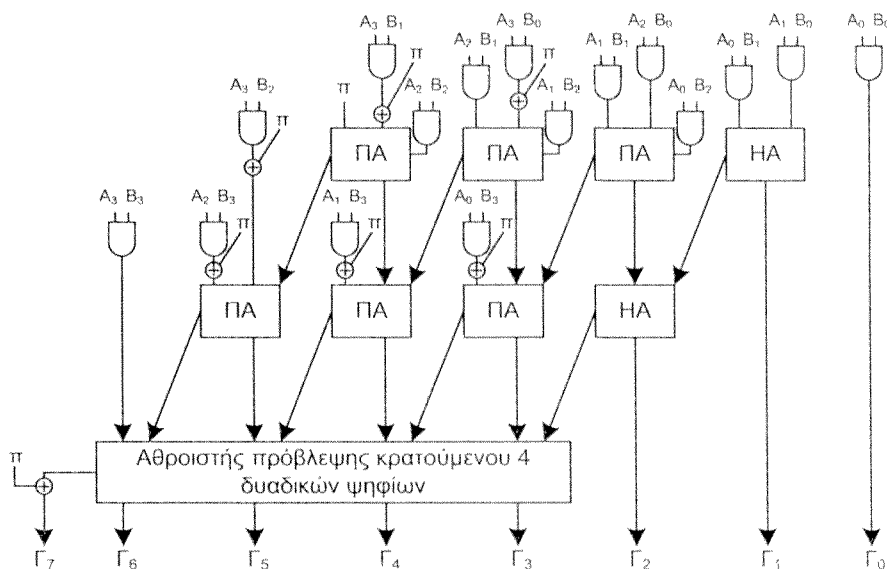 A₃ B₁ A₃ B₀ A₂ B₀ A₁ B₀ A₀ B₀
π A₂ B₁ π A₁ B₁ A₀ B₁
A₃ B₂ π π A₂ B₂ A₁ B₂ A₀ B₂
ΠΑ ΠΑ ΠΑ ΗΑ
A₃ B₃ A₂ B₃ π A₁ B₃ π A₀ B₃ π
ΠΑ ΠΑ ΠΑ ΗΑ
π Αθροιστής πρόβλεψης κρατούμενου 4
δυαδικών ψηφίων
Γ₇ Γ₆ Γ₅ Γ₄ Γ₃ Γ₂ Γ₁ Γ₀